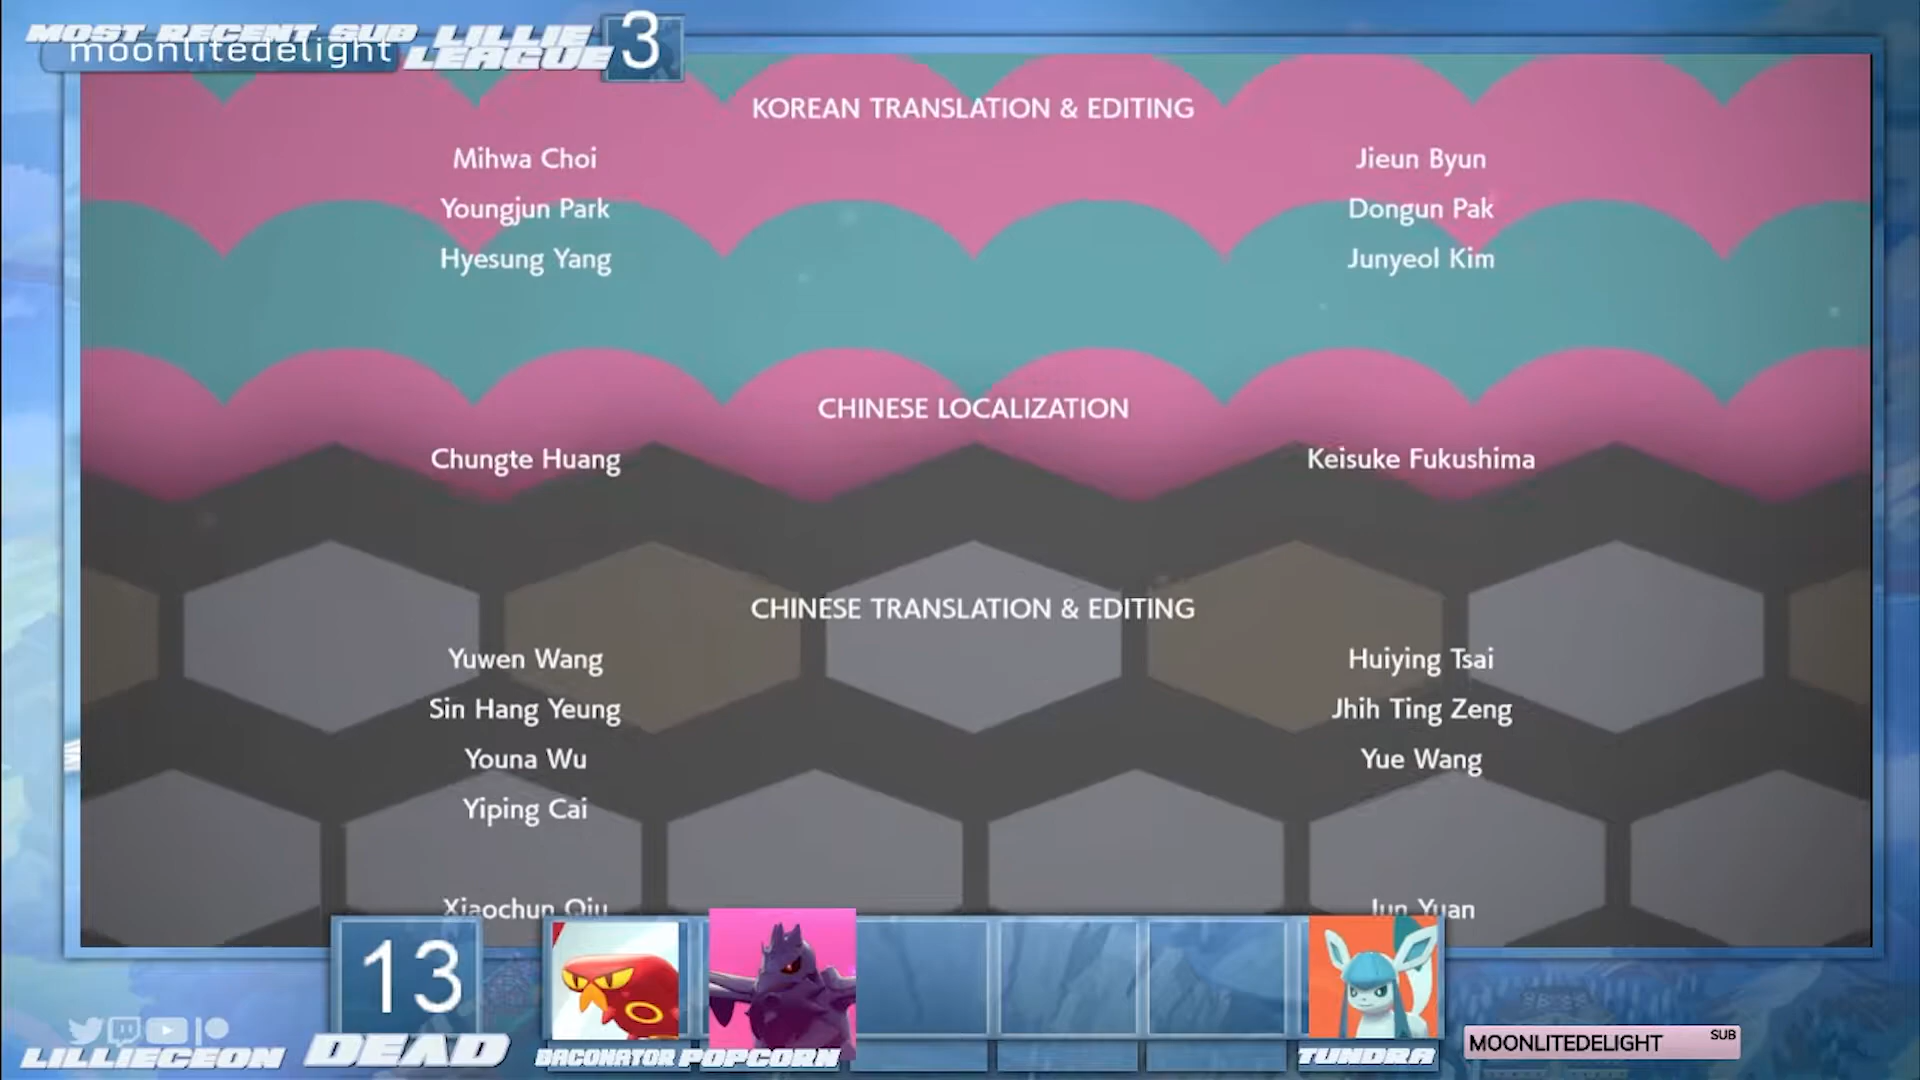 MOST RECENT SUB
moonlitedelight
LILLIE
LEAGUE
3
KOREAN TRANSLATION & EDITING
Mihwa Choi
Jieun Byun
Youngjun Park
Dongun Pak
Hyesung Yang
Junyeol Kim
CHINESE LOCALIZATION
Chungte Huang
Keisuke Fukushima
CHINESE TRANSLATION & EDITING
Yuwen Wang
Huiying Tsai
Sin Hang Yeung
Jhih Ting Zeng
Youna Wu
Yue Wang
Yiping Cai
Xiaochun Qiu
Jun Yuan
13
DEAD
LILLIECEON
BACONATOR
POPCORN
TUNDRA
MOONLITEDELIGHT
SUB